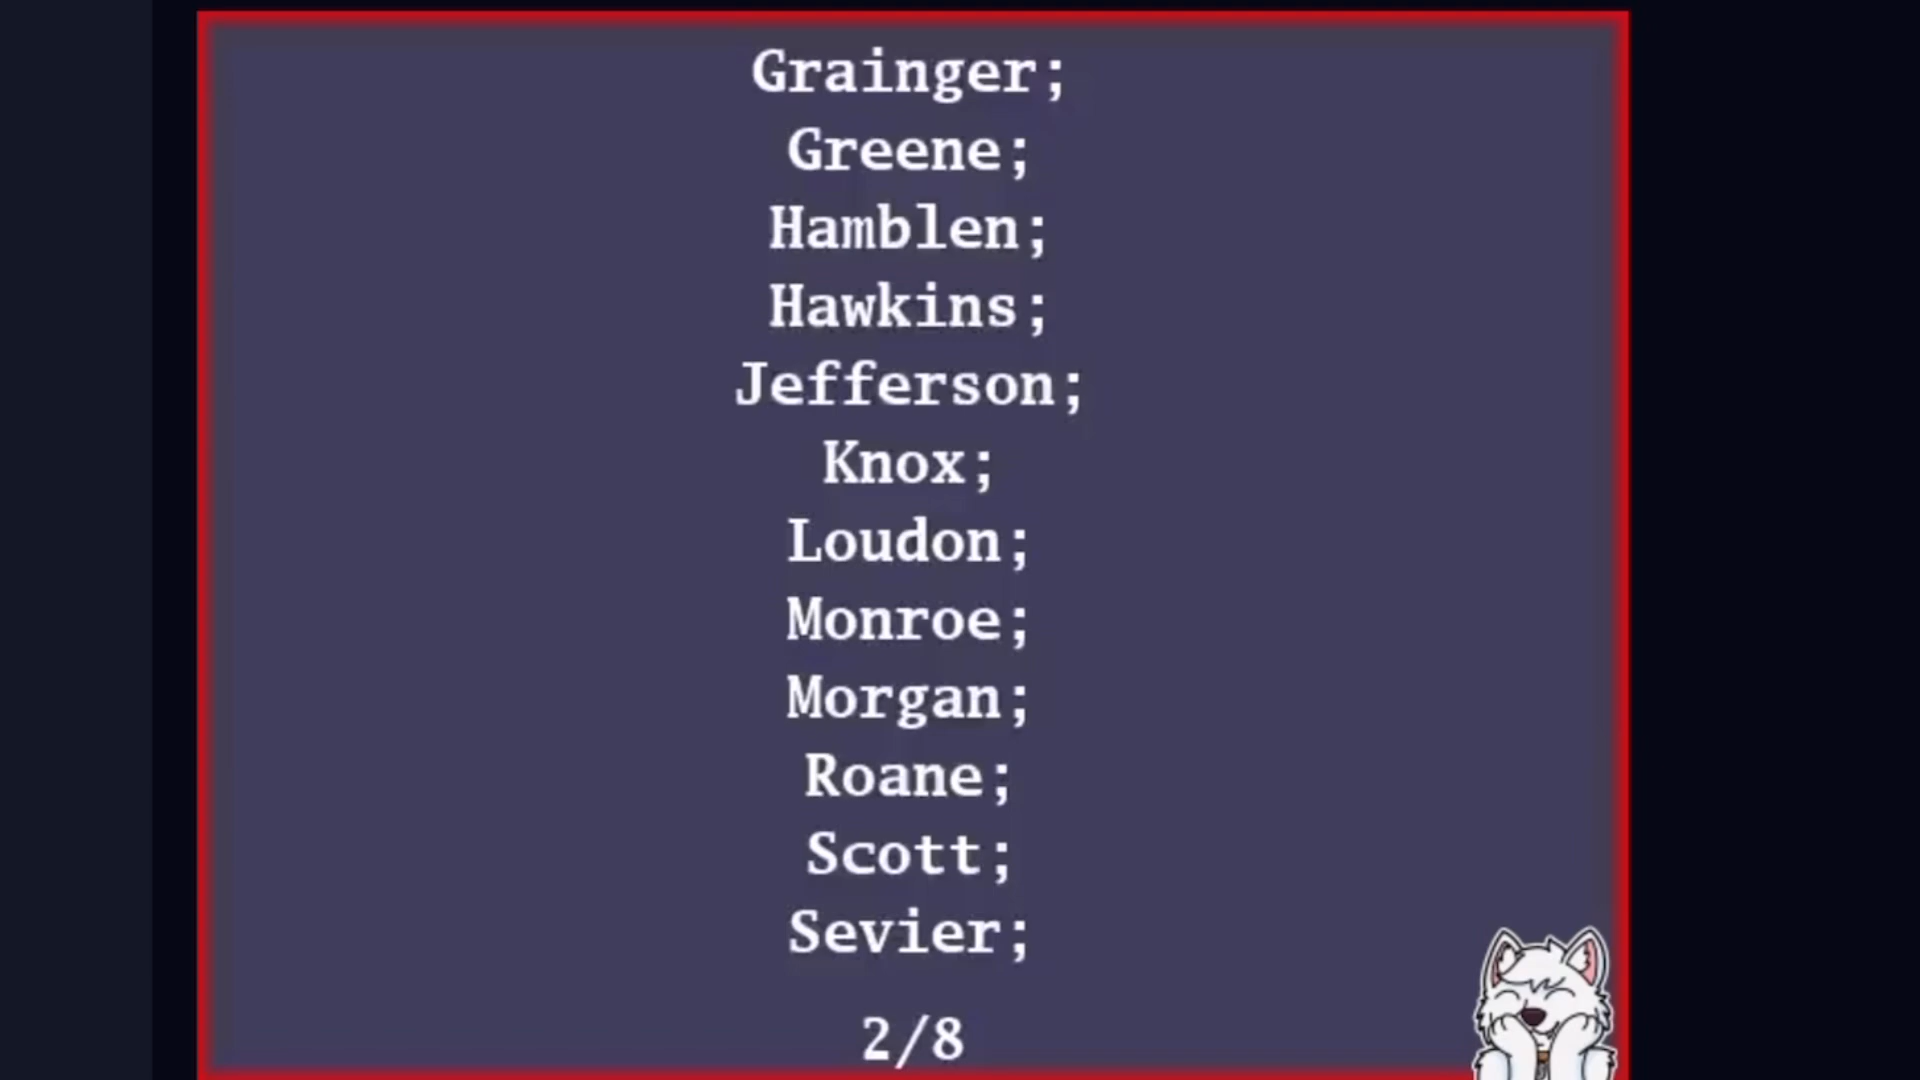 Grainger;
Greene;
Hamblen;
Hawkins;
Jefferson;
Knox;
Loudon;
Monroe;
Morgan;
Roane;
Scott;
Sevier;
2/8